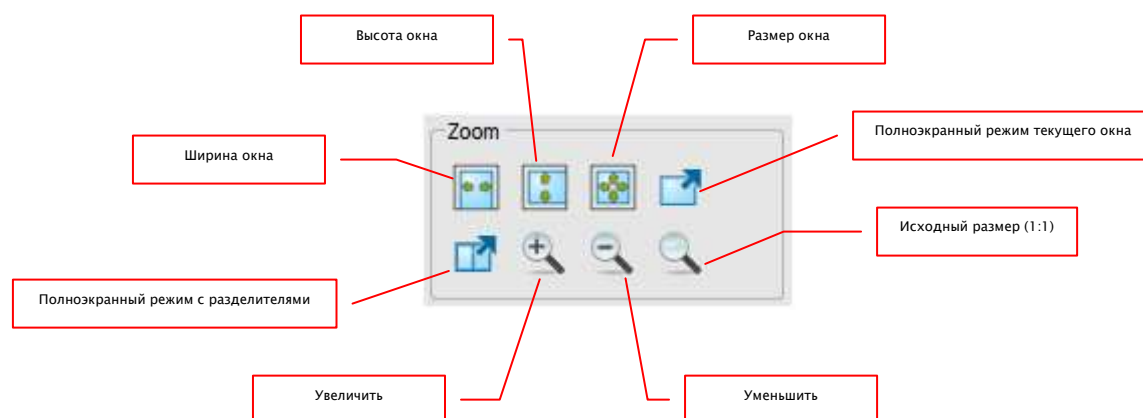 Высота окна
Размер окна
Zoom
Полноэкранный режим текущего окна
Ширина окна
Исходный размер (1:1)
Полноэкранный режим с разделителями
Увеличить
Уменьшить